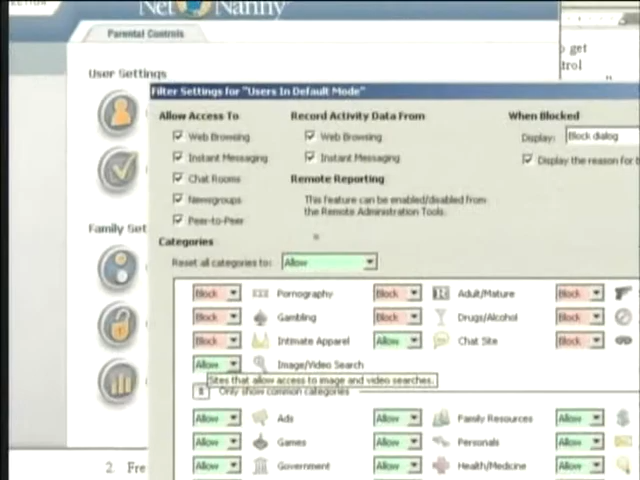 Net Nanny
Parental Controls
get
trol
User Settings
Filter Settings for "Users In Default Mode"
Allow Access To
Record Activity Data From
When Blocked
Web Browsing
Web Browsing
Display:
Block dialog
Instant Messaging
Instant Messaging
Display the reason for b
Chat Rooms
Remote Reporting
Newsgroups
This feature can be enabled/disabled from
the Remote Administration Tools.
Peer-to-Peer
Family Set
Categories
Reset all categories to:
Allow
Block
XXX
Pornography
Block
Adult/Mature
Block
Block
Gambling
Block
Drugs/Alcohol
Block
Block
Intimate Apparel
Allow
Chat Site
Block
Allow
Image/Video Search
Sites that allow access to image and video searches.
Only show common categories
Allow
Ads
Allow
Family Resources
Allow
Allow
Games
Allow
Personals
Allow
Allow
Government
Allow
Health/Medicine
Allow
2. Fre